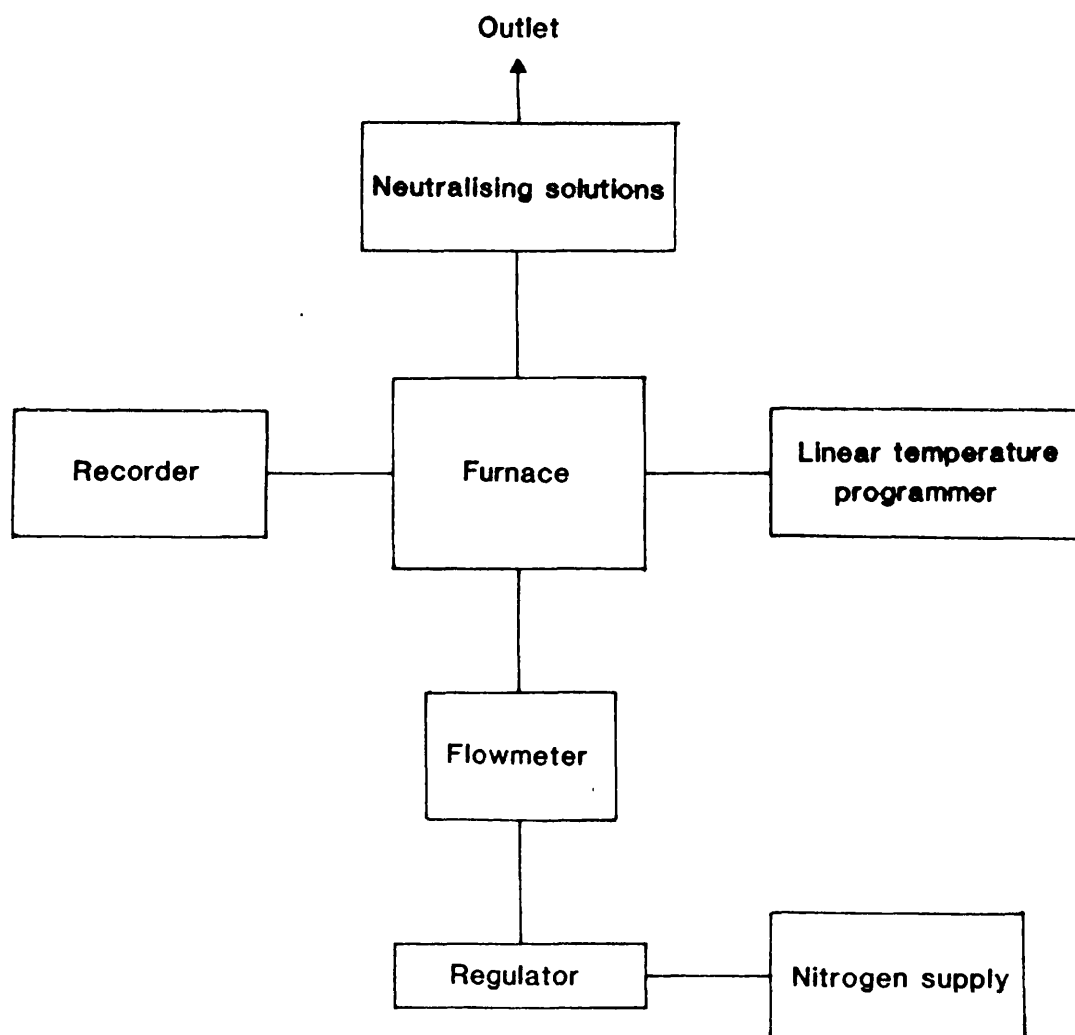 Outlet
Neutralising solutions
Recorder
Furnace
Linear temperature
programmer
Flowmeter
Regulator
Nitrogen supply